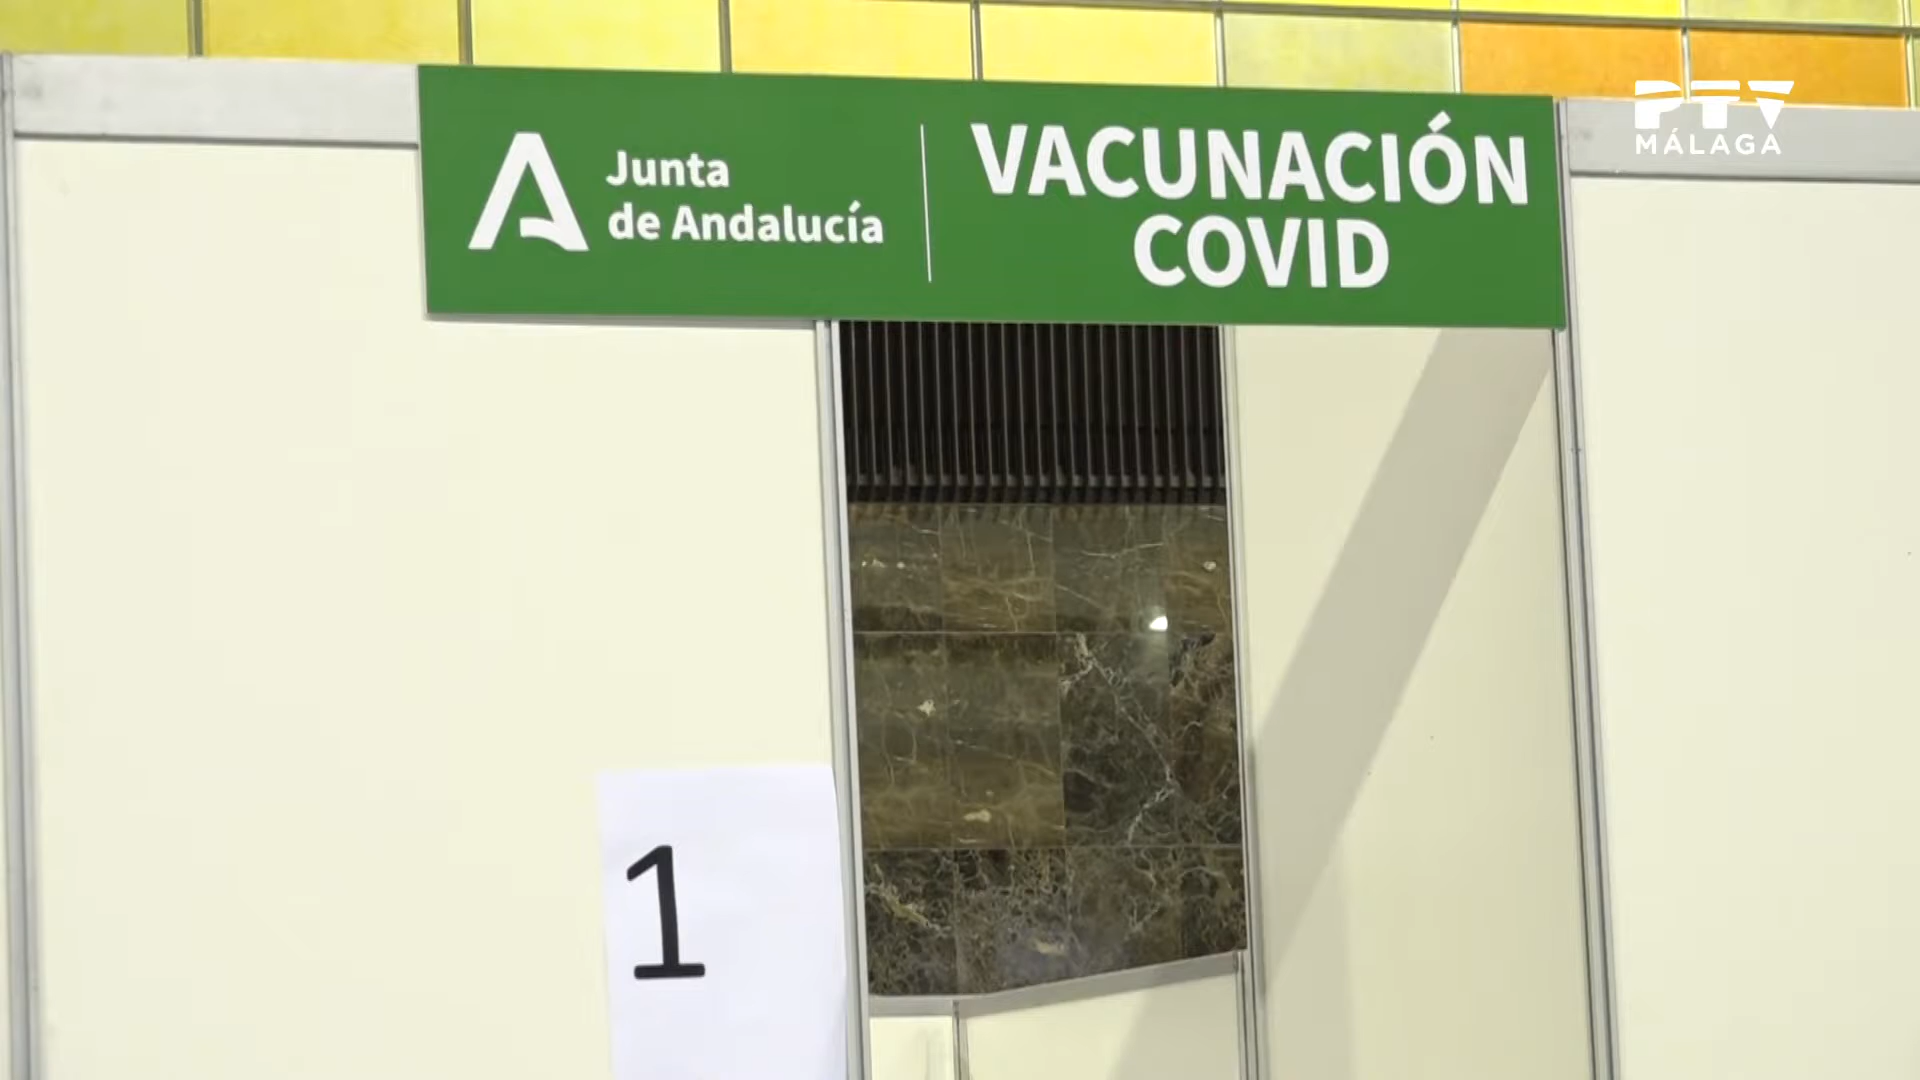 Junta
de Andalucía
VACUNACIÓN
COVID
PTV
MÁLAGA
1